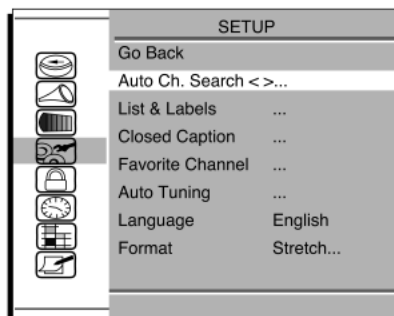 SETUP
Go Back
Auto Ch. Search < >...
List & Labels ...
Closed Caption ...
Favorite Channel ...
Auto Tuning ...
Language English
Format Stretch...